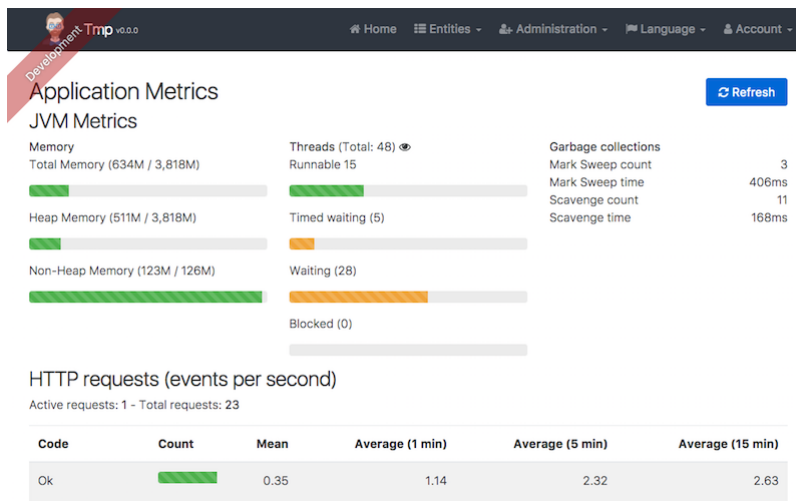 Development
Tmp v0.0.0
Home Entities Administration Language Account
Application Metrics
Refresh
JVM Metrics
Memory
Total Memory (634M / 3,818M)
Heap Memory (511M / 3,818M)
Non-Heap Memory (123M / 126M)
Threads (Total: 48)
Runnable 15
Timed waiting (5)
Waiting (28)
Blocked (0)
Garbage collections
Mark Sweep count 3
Mark Sweep time 406ms
Scavenge count 11
Scavenge time 168ms
HTTP requests (events per second)
Active requests: 1 - Total requests: 23
Code Count Mean Average (1 min) Average (5 min) Average (15 min)
Ok 0.35 1.14 2.32 2.63